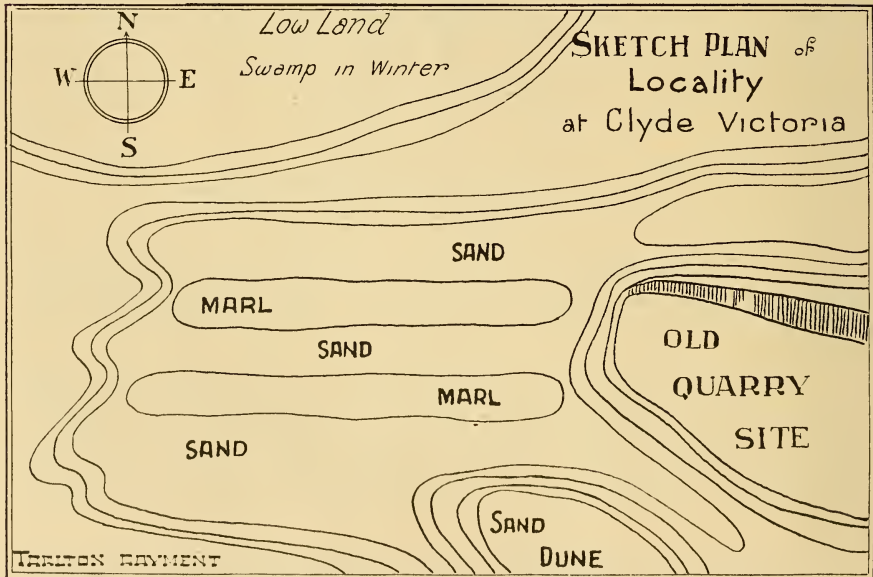 N
W E
S
Low Land
Swamp in Winter
SKETCH PLAN of
Locality
at Clyde Victoria
SAND
MARL
SAND
MARL
SAND
OLD
QUARRY
SITE
SAND
DUNE
TARLTON RAYMENT